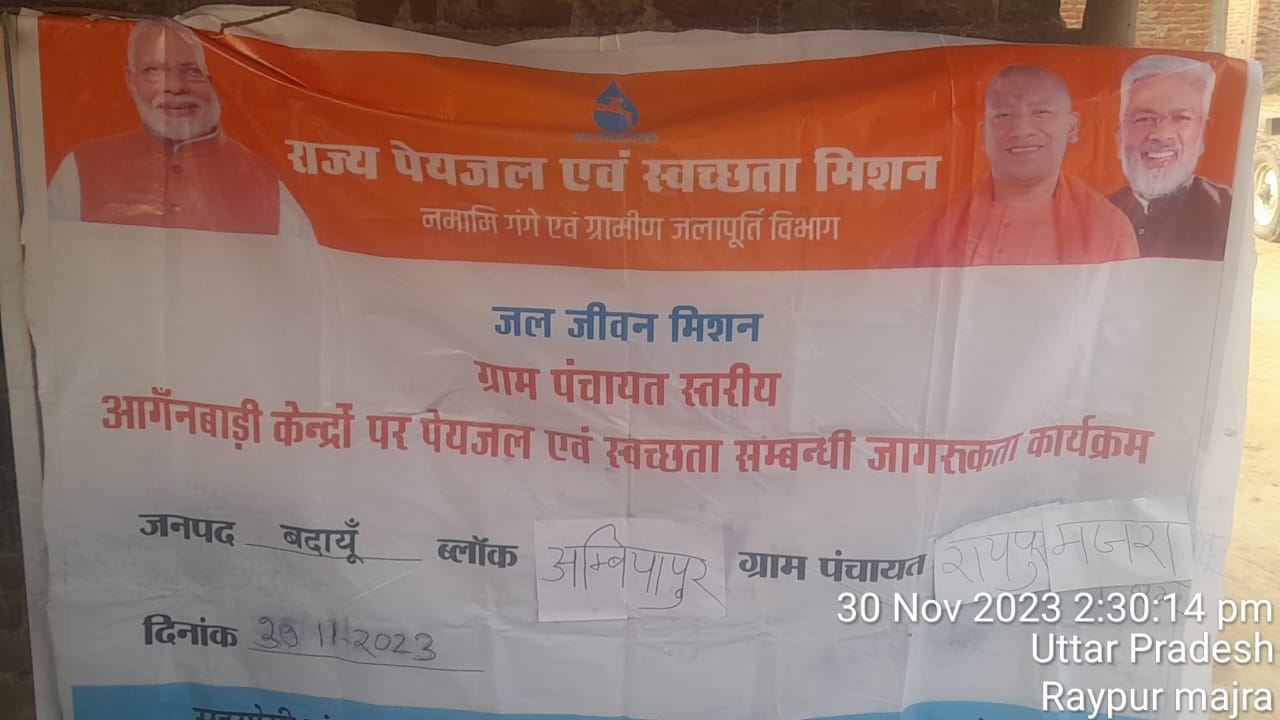 राज्य पेयजल एवं स्वच्छता मिशन
नमामि गंगे एवं ग्रामीण जलापूर्ति विभाग
जल जीवन मिशन
ग्राम पंचायत स्तरीय
आगँनबाड़ी केन्द्रों पर पेयजल एवं स्वच्छता सम्बन्धी जागरूकता कार्यक्रम
जनपद बदायूँ ब्लॉक अम्बियापुर ग्राम पंचायत रायपुर मजरा
दिनांक 30 11 2023
30 Nov 2023 2:30:14 pm
Uttar Pradesh
Raypur majra